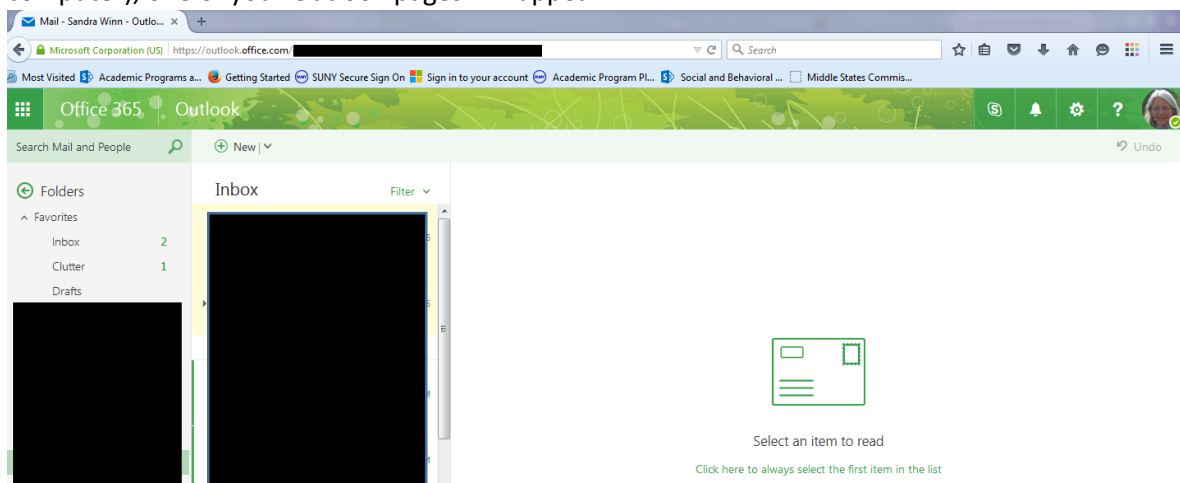 Mail - Sandra Winn - Outlo... × +
Microsoft Corporation (US) https://outlook.office.com/ Search
Most Visited Academic Programs a... Getting Started SUNY Secure Sign On Sign in to your account Academic Program Pl... Social and Behavioral ... Middle States Commis...
Office 365 Outlook ?
Search Mail and People New Undo
Folders Inbox Filter
Favorites
Inbox 2
Clutter 1
Drafts
Select an item to read
Click here to always select the first item in the list